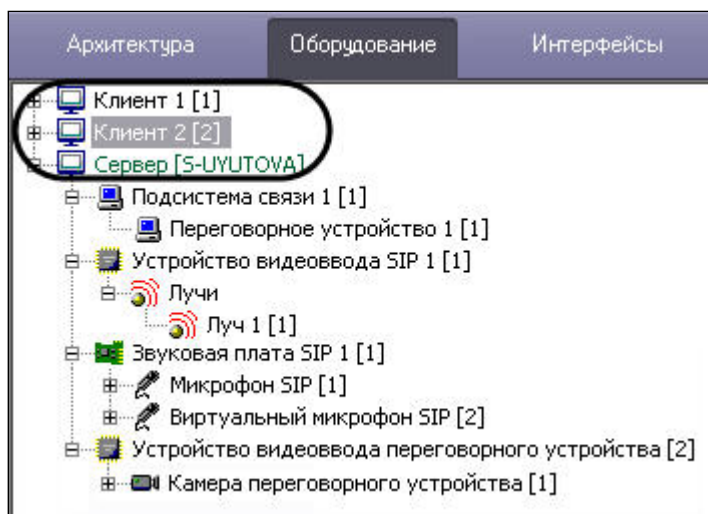 Архитектура Оборудование Интерфейсы
Клиент 1 [1]
Клиент 2 [2]
Сервер [S-UYUTOVA]
Подсистема связи 1 [1]
Переговорное устройство 1 [1]
Устройство видеоввода SIP 1 [1]
Лучи
Луч 1 [1]
Звуковая плата SIP 1 [1]
Микрофон SIP [1]
Виртуальный микрофон SIP [2]
Устройство видеоввода переговорного устройства [2]
Камера переговорного устройства [1]